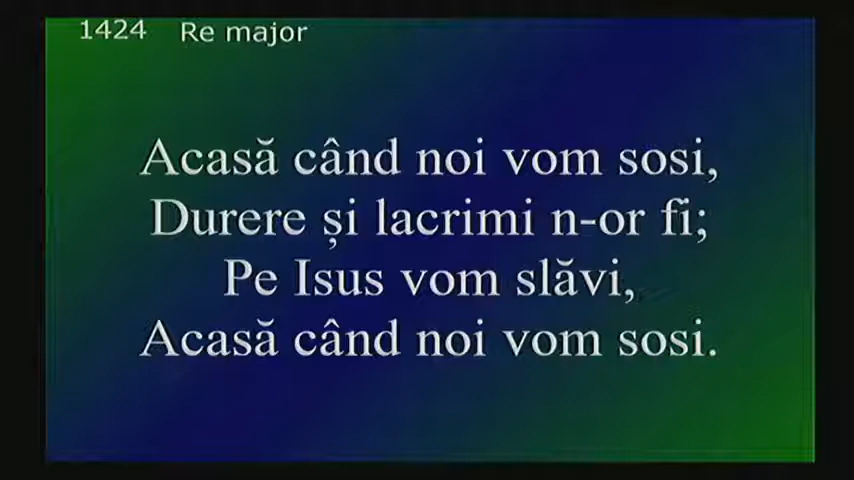 1424 Re major
Acasă când noi vom sosi,
Durere și lacrimi n-or fi;
Pe Isus vom slăvi,
Acasă când noi vom sosi.